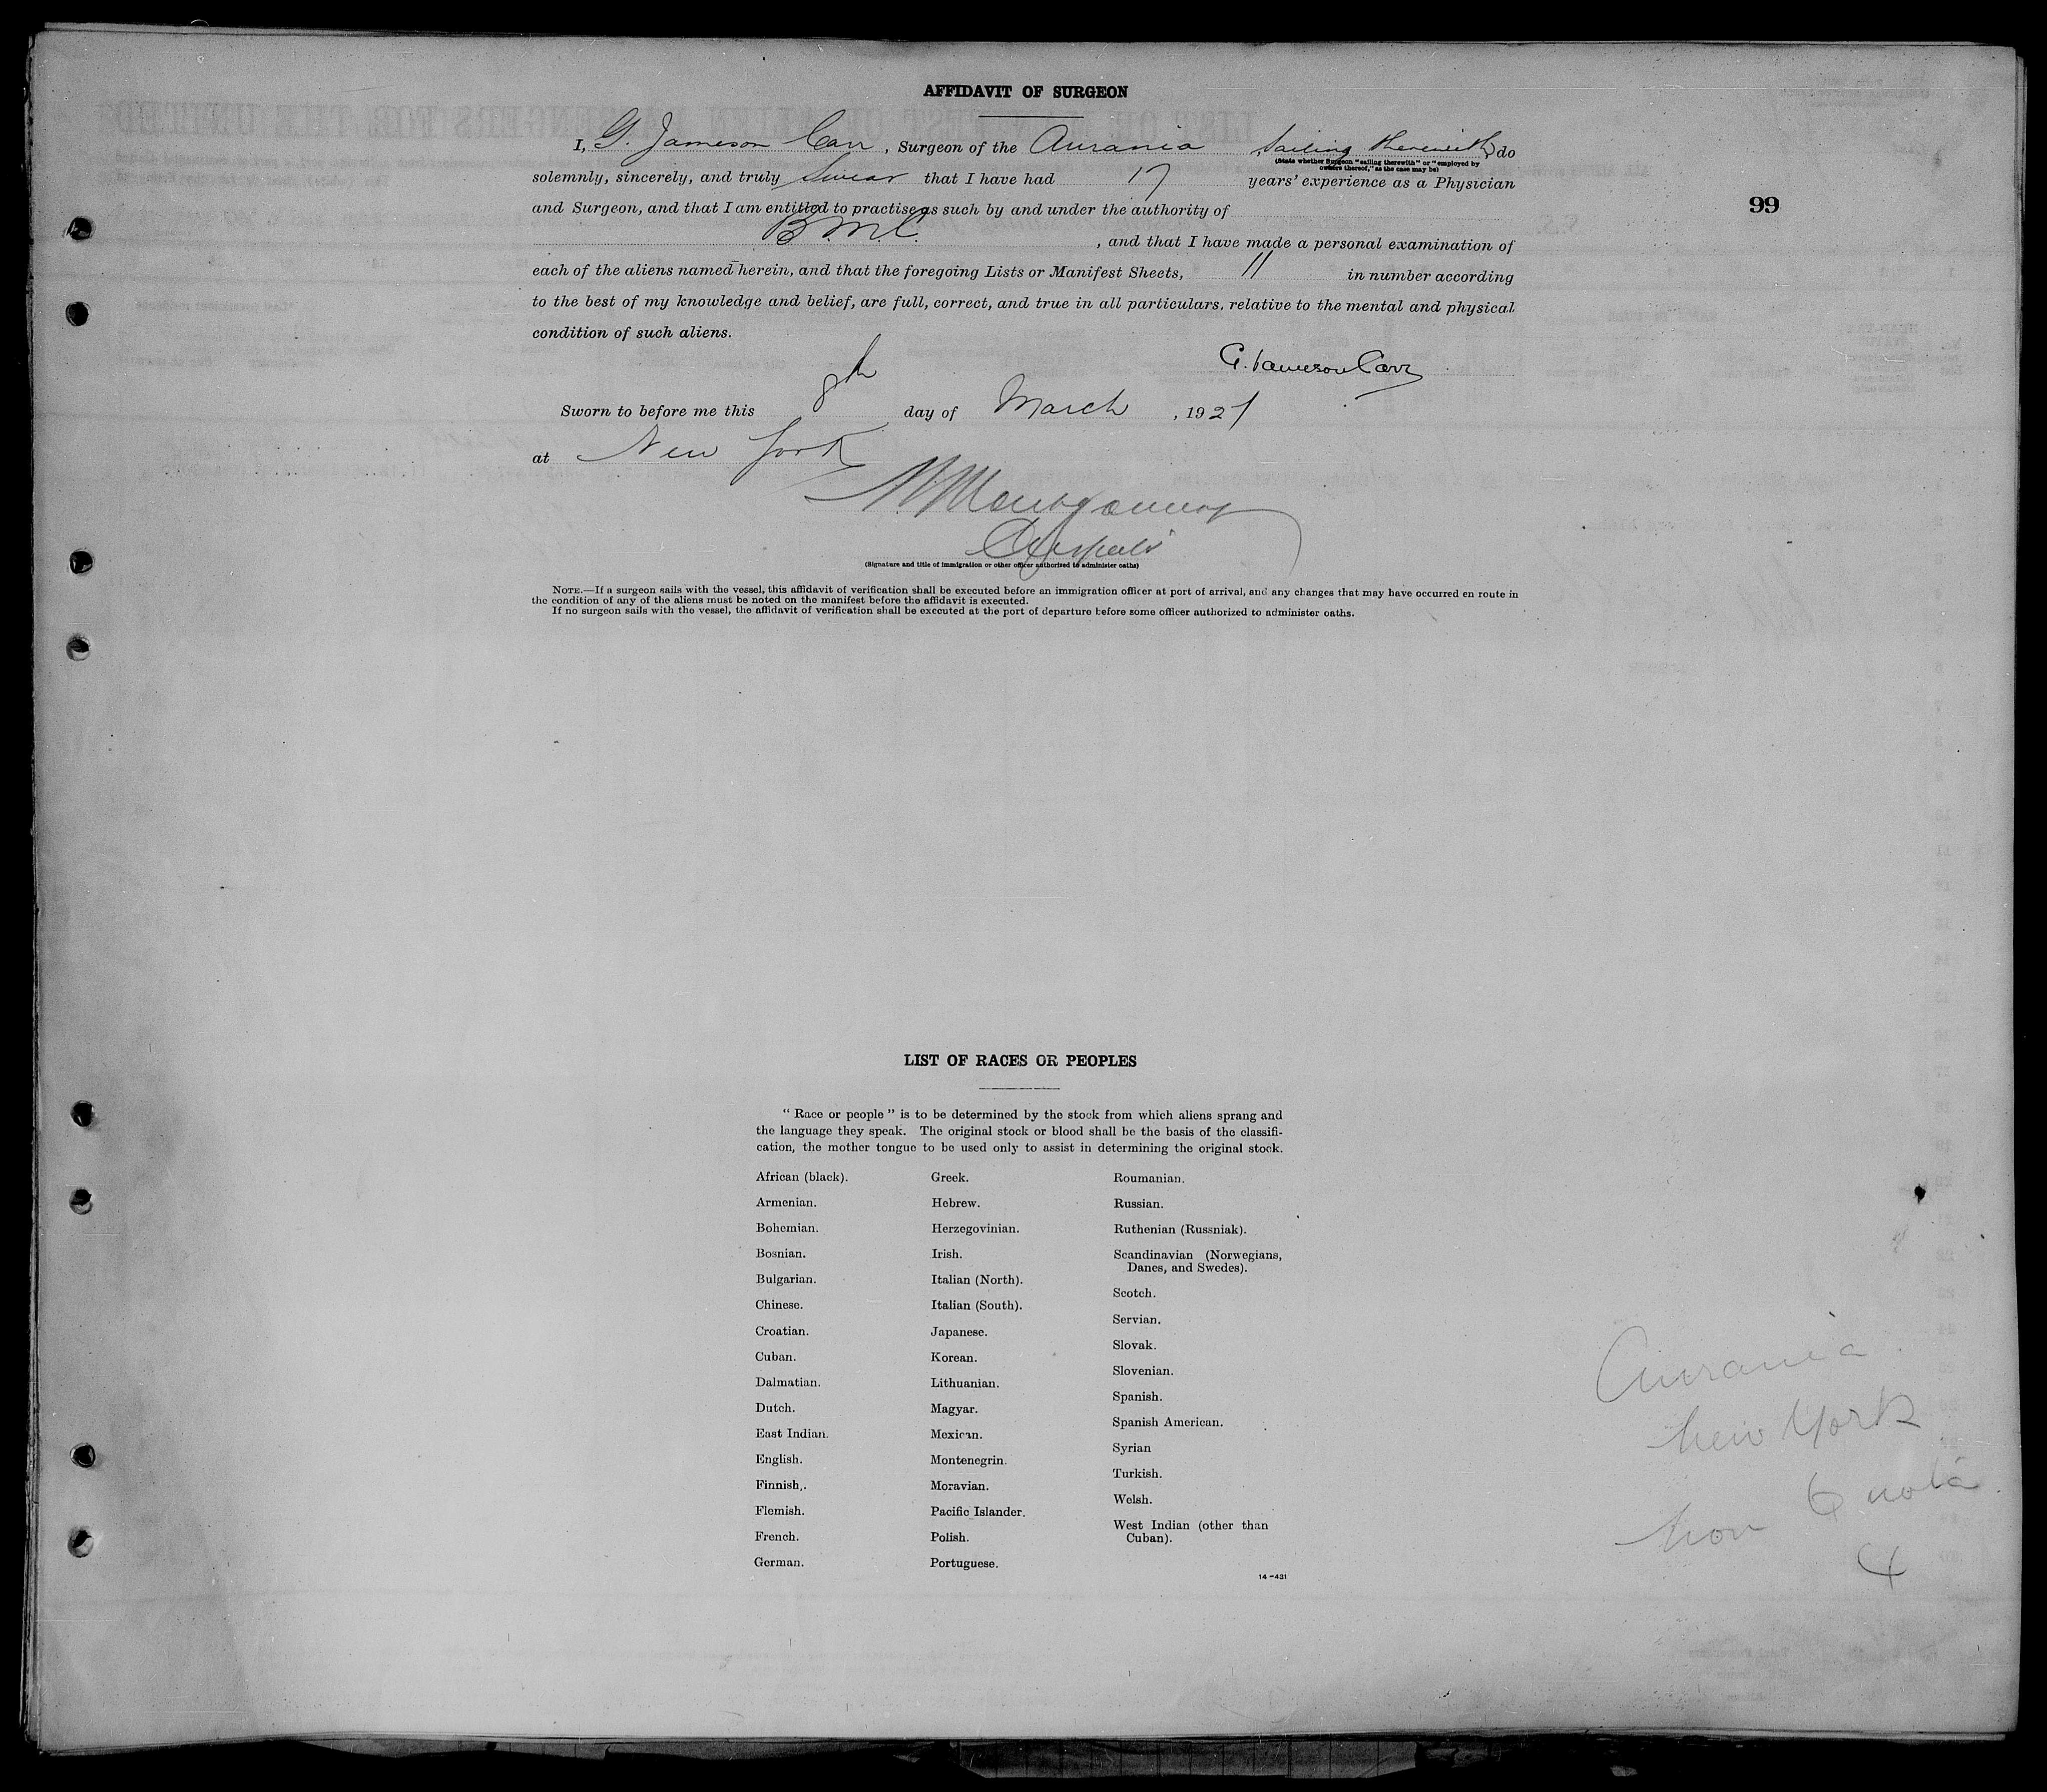 AFFIDAVIT OF SURGEON
I, G. Jameson Carr, Surgeon of the Aurania, sailing therewith, do
(State whether Surgeon "sailing therewith" or "employed by
owners thereof," as the case may be)
solemnly, sincerely, and truly swear that I have had 17 years' experience as a Physician
and Surgeon, and that I am entitled to practise as such by and under the authority of
B.M.C. , and that I have made a personal examination of
each of the aliens named herein, and that the foregoing Lists or Manifest Sheets, 11 in number according
to the best of my knowledge and belief, are full, correct, and true in all particulars, relative to the mental and physical
condition of such aliens.
G. Jameson Carr
Sworn to before me this 8th day of March, 192
at New York
Montgomery
(Signature and title of immigration or other officer authorized to administer oaths)
NOTE.—If a surgeon sails with the vessel, this affidavit of verification shall be executed before an immigration officer at port of arrival, and any changes that may have occurred en route in
the condition of any of the aliens must be noted on the manifest before the affidavit is executed.
If no surgeon sails with the vessel, the affidavit of verification shall be executed at the port of departure before some officer authorized to administer oaths.
99
LIST OF RACES OR PEOPLES
"Race or people" is to be determined by the stock from which aliens sprang and
the language they speak. The original stock or blood shall be the basis of the classifi-
cation, the mother tongue to be used only to assist in determining the original stock.
African (black).
Armenian.
Bohemian.
Bosnian.
Bulgarian.
Chinese.
Croatian.
Cuban.
Dalmatian.
Dutch.
East Indian.
English.
Finnish.
Flemish.
French.
German.
Greek.
Hebrew.
Herzegovinian.
Irish.
Italian (North).
Italian (South).
Japanese.
Korean.
Lithuanian.
Magyar.
Mexican.
Montenegrin.
Moravian.
Pacific Islander.
Polish.
Portuguese.
Roumanian.
Russian.
Ruthenian (Russniak).
Scandinavian (Norwegians,
Danes, and Swedes).
Scotch.
Servian.
Slovak.
Slovenian.
Spanish.
Spanish American.
Syrian
Turkish.
Welsh.
West Indian (other than
Cuban).
14-431
Aurania
New York
Non Quota
4